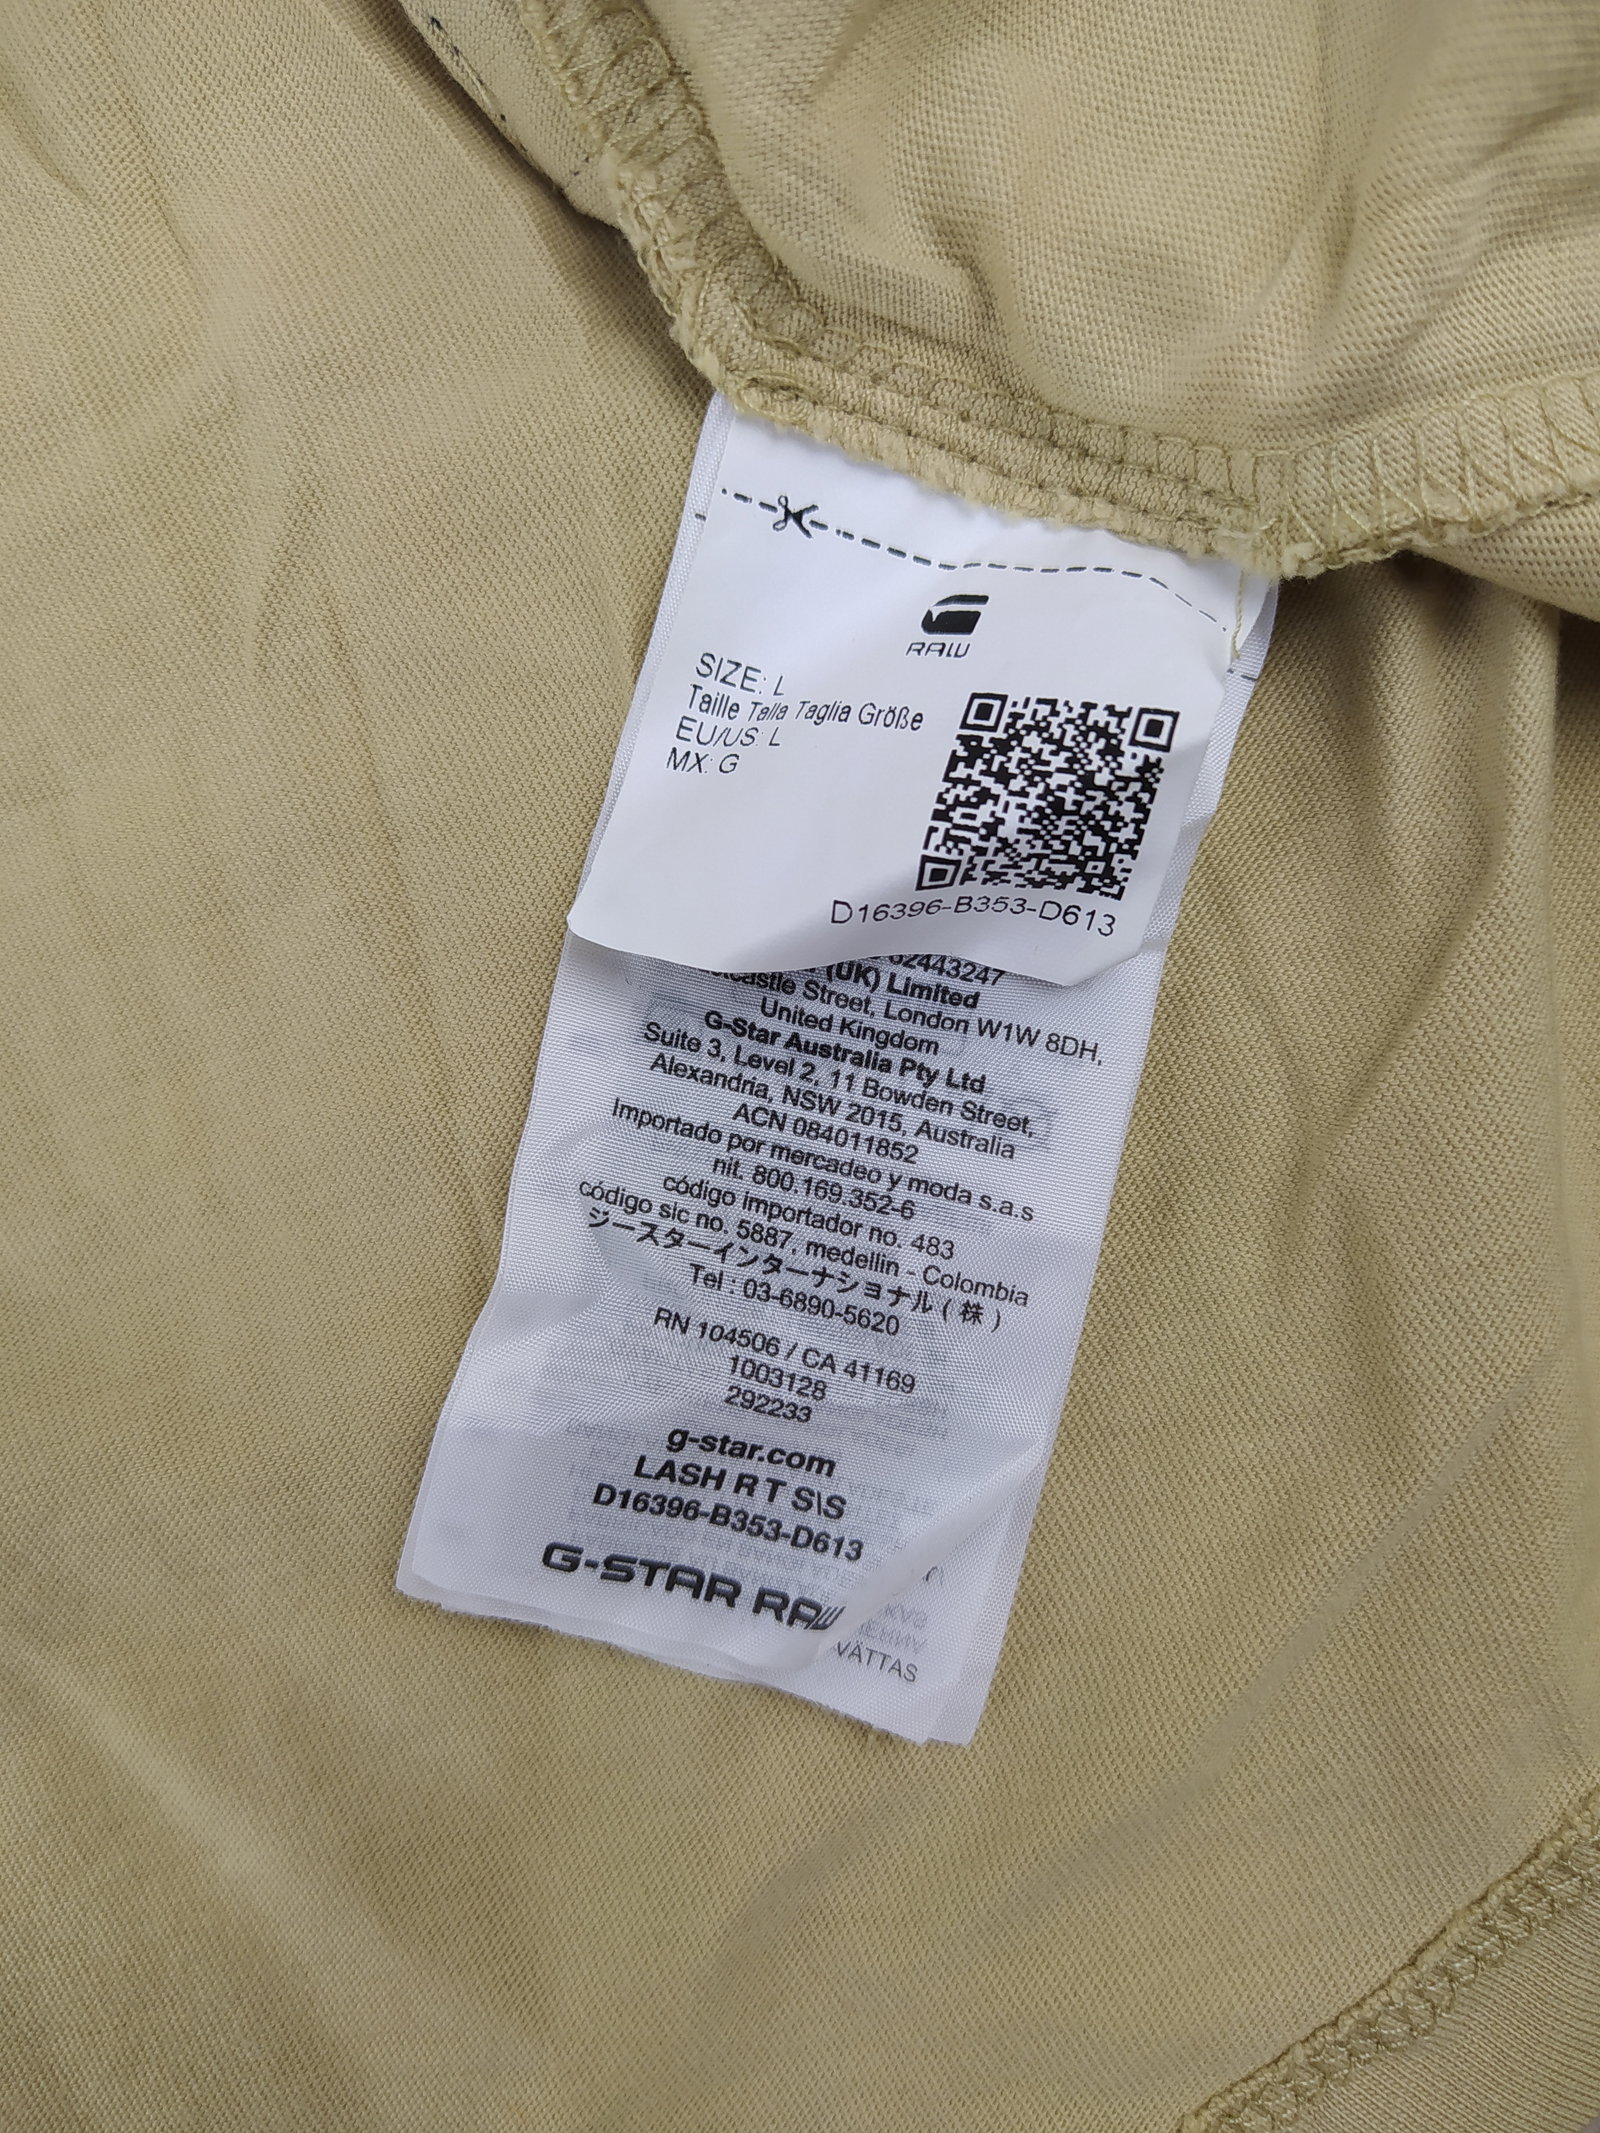 RAW
SIZE: L
Taille Talla Taglia Größe
EU/US: L
MX: G
D16396-B353-D613
62443247
(UK) Limited
Street, London W1W 8DH,
United Kingdom
G-Star Australia Pty Ltd
Suite 3, Level 2, 11 Bowden Street,
Alexandria, NSW 2015, Australia
ACN 084011852
Importado por mercadeo y moda s.a.s
nit. 800.169.352-6
código importador no. 483
código sic no. 5887, medellin - Colombia
ジースターインターナショナル ( 株 )
Tel : 03-6890-5620
RN 104506 / CA 41169
1003128
292233
g-star.com
LASH R T S\S
D16396-B353-D613
G-STAR RAW